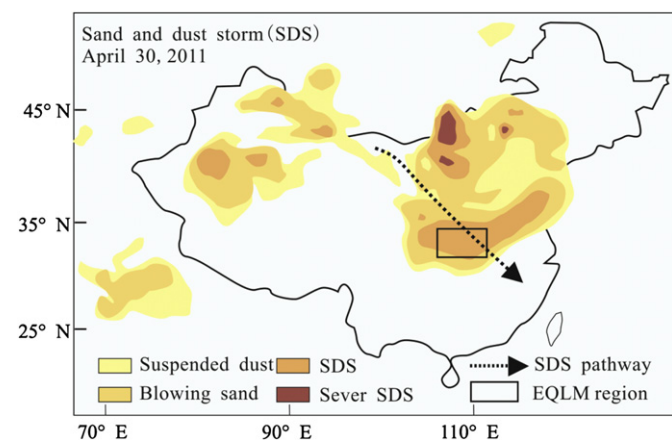 Sand and dust storm (SDS)
April 30, 2011
45° N
35° N
25° N
Suspended dust
SDS
SDS pathway
Blowing sand
Sever SDS
EQLM region
70° E
90° E
110° E